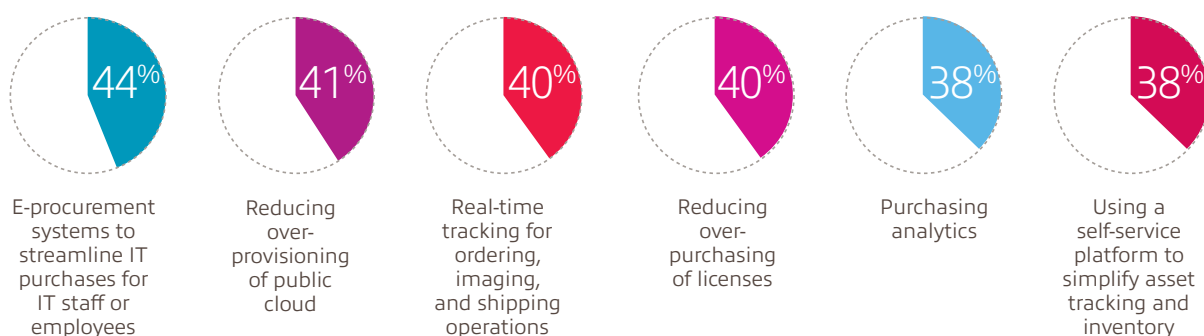 44%
41%
40%
40%
38%
38%
E-procurement
systems to
streamline IT
purchases for
IT staff or
employees
Reducing
over-
provisioning
of public
cloud
Real-time
tracking for
ordering,
imaging,
and shipping
operations
Reducing
over-
purchasing
of licenses
Purchasing
analytics
Using a
self-service
platform to
simplify asset
tracking and
inventory